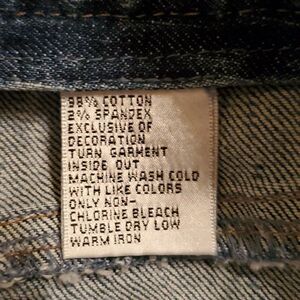 98% COTTON
2% SPANDEX
EXCLUSIVE OF
DECORATION
TURN GARMENT
INSIDE OUT
MACHINE WASH COLD
WITH LIKE COLORS
ONLY NON-
CHLORINE BLEACH
TUMBLE DRY LOW
WARM IRON